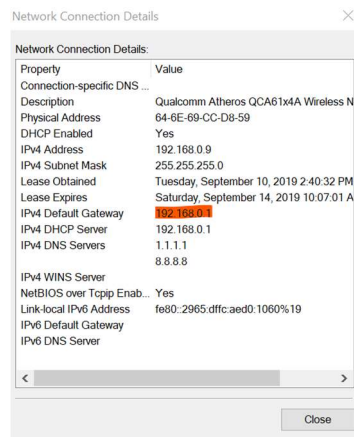 Network Connection Details
Network Connection Details:
Property Value
Connection-specific DNS ...
Description Qualcomm Atheros QCA61x4A Wireless N
Physical Address 64-6E-69-CC-D8-59
DHCP Enabled Yes
IPv4 Address 192.168.0.9
IPv4 Subnet Mask 255.255.255.0
Lease Obtained Tuesday, September 10, 2019 2:40:32 PM
Lease Expires Saturday, September 14, 2019 10:07:01 A
IPv4 Default Gateway 192.168.0.1
IPv4 DHCP Server 192.168.0.1
IPv4 DNS Servers 1.1.1.1
8.8.8.8
IPv4 WINS Server
NetBIOS over Tcpip Enab... Yes
Link-local IPv6 Address fe80::2965:dffc:aed0:1060%19
IPv6 Default Gateway
IPv6 DNS Server
Close